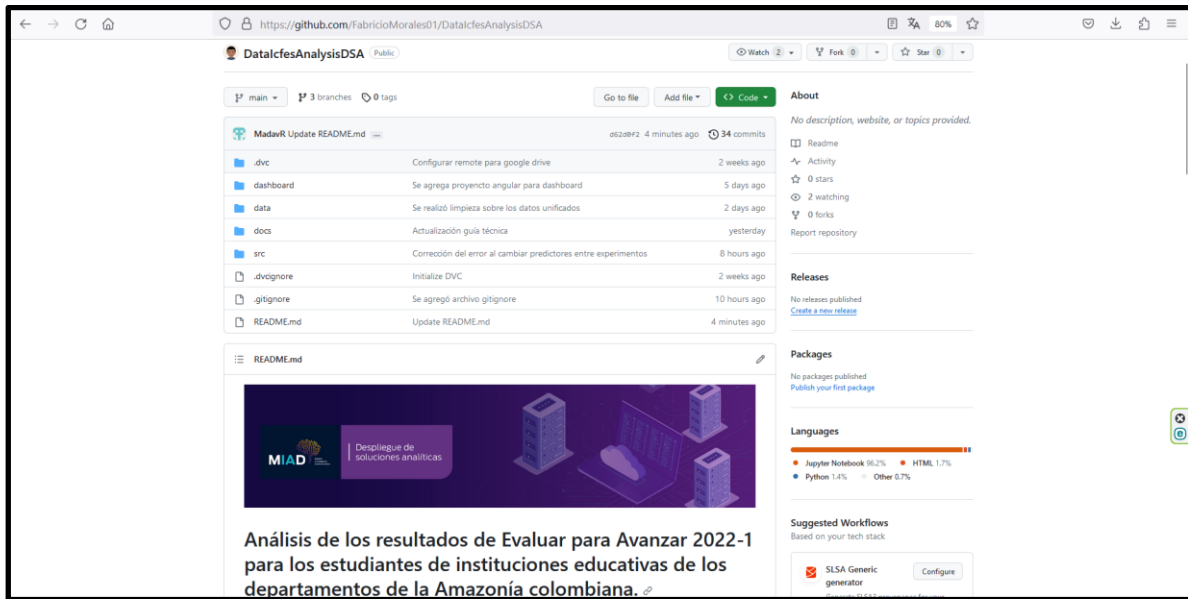 https://github.com/FabricioMorales01/DataIcfesAnalysisDSA
80%
DataIcfesAnalysisDSA Public
Watch 2
Fork 0
Star 0
main
3 branches
0 tags
Go to file
Add file
<> Code
MadavR Update README.md ...
d62d0f2 4 minutes ago
34 commits
.dvc Configurar remote para google drive 2 weeks ago
dashboard Se agrega proyencto angular para dashboard 5 days ago
data Se realizó limpieza sobre los datos unificados 2 days ago
docs Actualización guía técnica yesterday
src Corrección del error al cambiar predictores entre experimentos 8 hours ago
.dvcignore Initialize DVC 2 weeks ago
.gitignore Se agregó archivo gitignore 10 hours ago
README.md Update README.md 4 minutes ago
README.md
MIAD
Despliegue de
soluciones analíticas
Análisis de los resultados de Evaluar para Avanzar 2022-1
para los estudiantes de instituciones educativas de los
departamentos de la Amazonía colombiana.
About
No description, website, or topics provided.
Readme
Activity
0 stars
2 watching
0 forks
Report repository
Releases
No releases published
Create a new release
Packages
No packages published
Publish your first package
Languages
Jupyter Notebook 96.2%
HTML 1.7%
Python 1.4%
Other 0.7%
Suggested Workflows
Based on your tech stack
SLSA Generic
generator
Configure